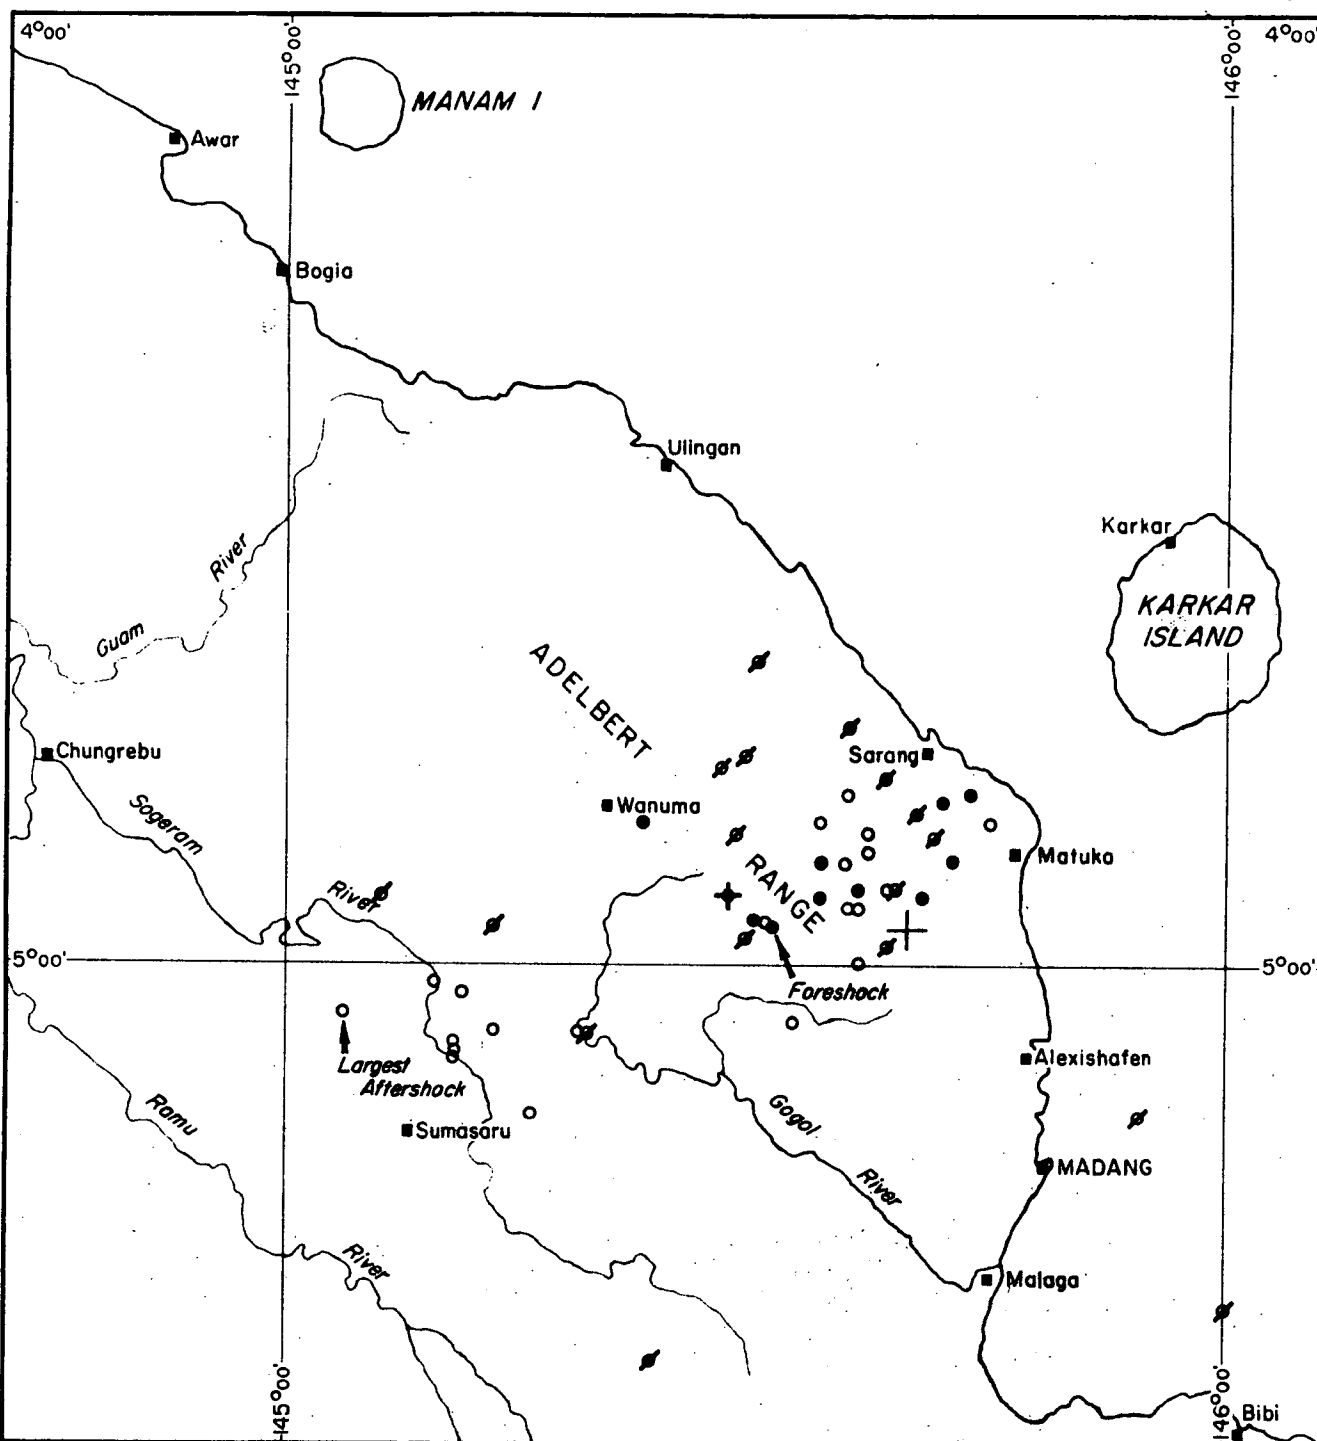 4°00'
145°00'
146°00'
4°00'
MANAM I
Awar
Bogia
Ulingan
Karkar
River
KARKAR
ISLAND
Guam
ADELBERT
Chungrebu
Sarang
Sogeram
Wanuma
Matuka
RANGE
River
5°00'
5°00'
Foreshock
Largest
Aftershock
Alexishafen
Ramu
Gogol
Sumasaru
MADANG
River
River
Malaga
145°00'
146°00'
Bibi